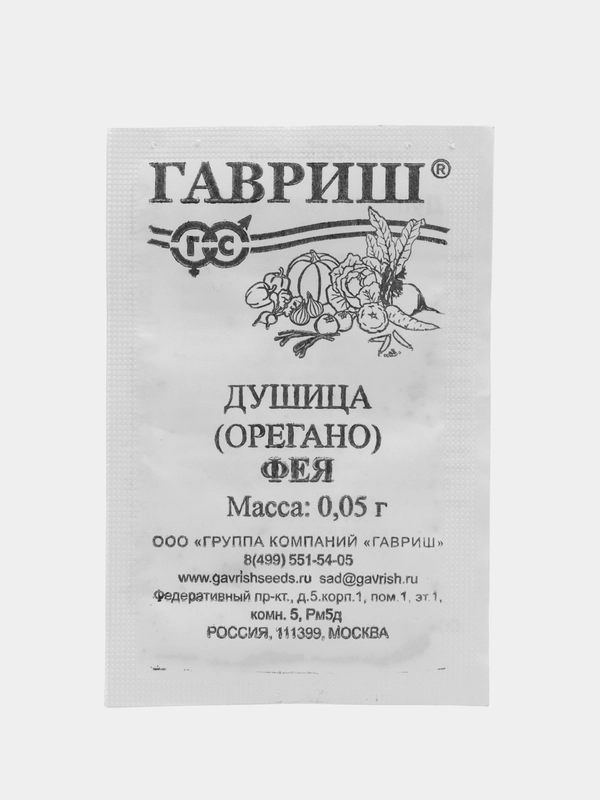 ГАВРИШ®
Г С
ДУШИЦА
(ОРЕГАНО)
ФЕЯ
Масса: 0,05 г
ООО «ГРУППА КОМПАНИЙ «ГАВРИШ»
8(499) 551-54-05
www.gavrishseeds.ru sad@gavrish.ru
Федеративный пр-кт., д.5.корп.1, пом.1, эт.1,
комн. 5, Рм5д
РОССИЯ, 111399, МОСКВА